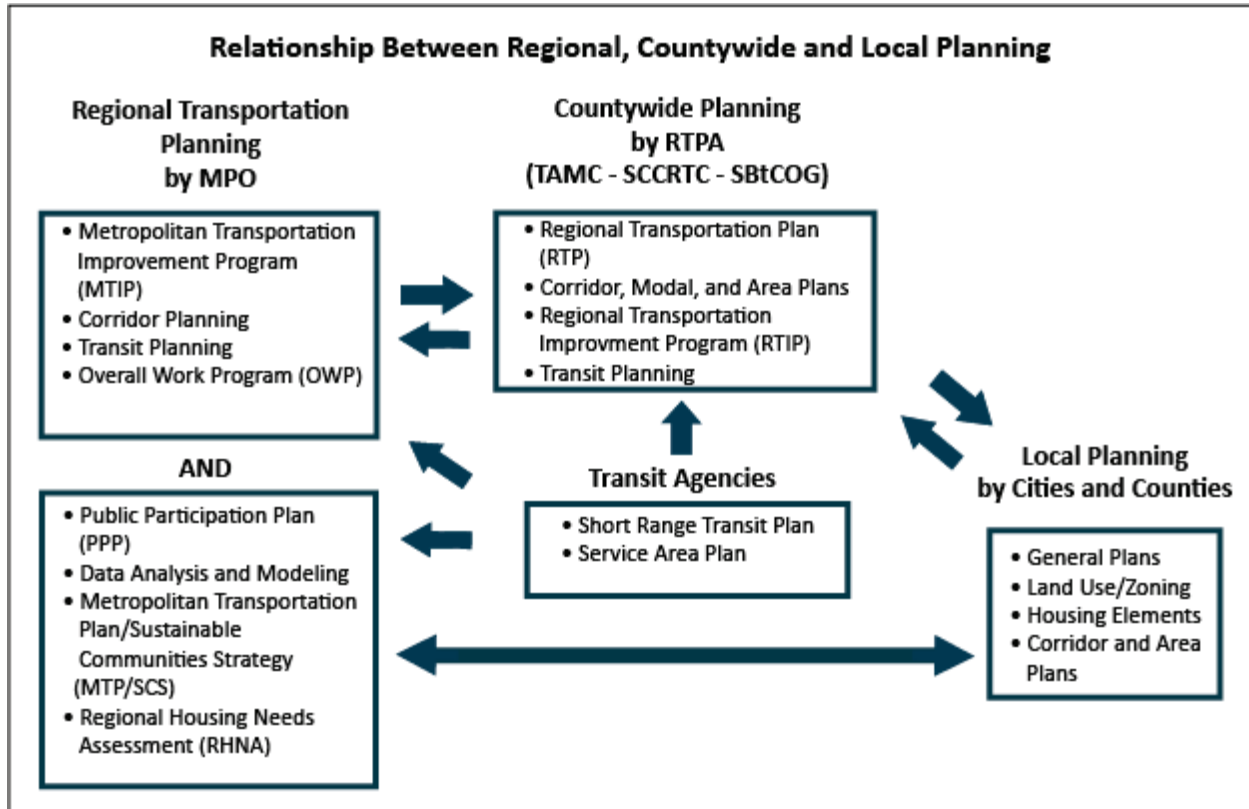 Relationship Between Regional, Countywide and Local Planning
Regional Transportation
Planning
by MPO
• Metropolitan Transportation
Improvement Program
(MTIP)
• Corridor Planning
• Transit Planning
• Overall Work Program (OWP)
AND
• Public Participation Plan
(PPP)
• Data Analysis and Modeling
• Metropolitan Transportation
Plan/Sustainable
Communities Strategy
(MTP/SCS)
• Regional Housing Needs
Assessment (RHNA)
Countywide Planning
by RTPA
(TAMC - SCCRTC - SBtCOG)
• Regional Transportation Plan
(RTP)
• Corridor, Modal, and Area Plans
• Regional Transportation
Improvment Program (RTIP)
• Transit Planning
Transit Agencies
• Short Range Transit Plan
• Service Area Plan
Local Planning
by Cities and Counties
• General Plans
• Land Use/Zoning
• Housing Elements
• Corridor and Area
Plans